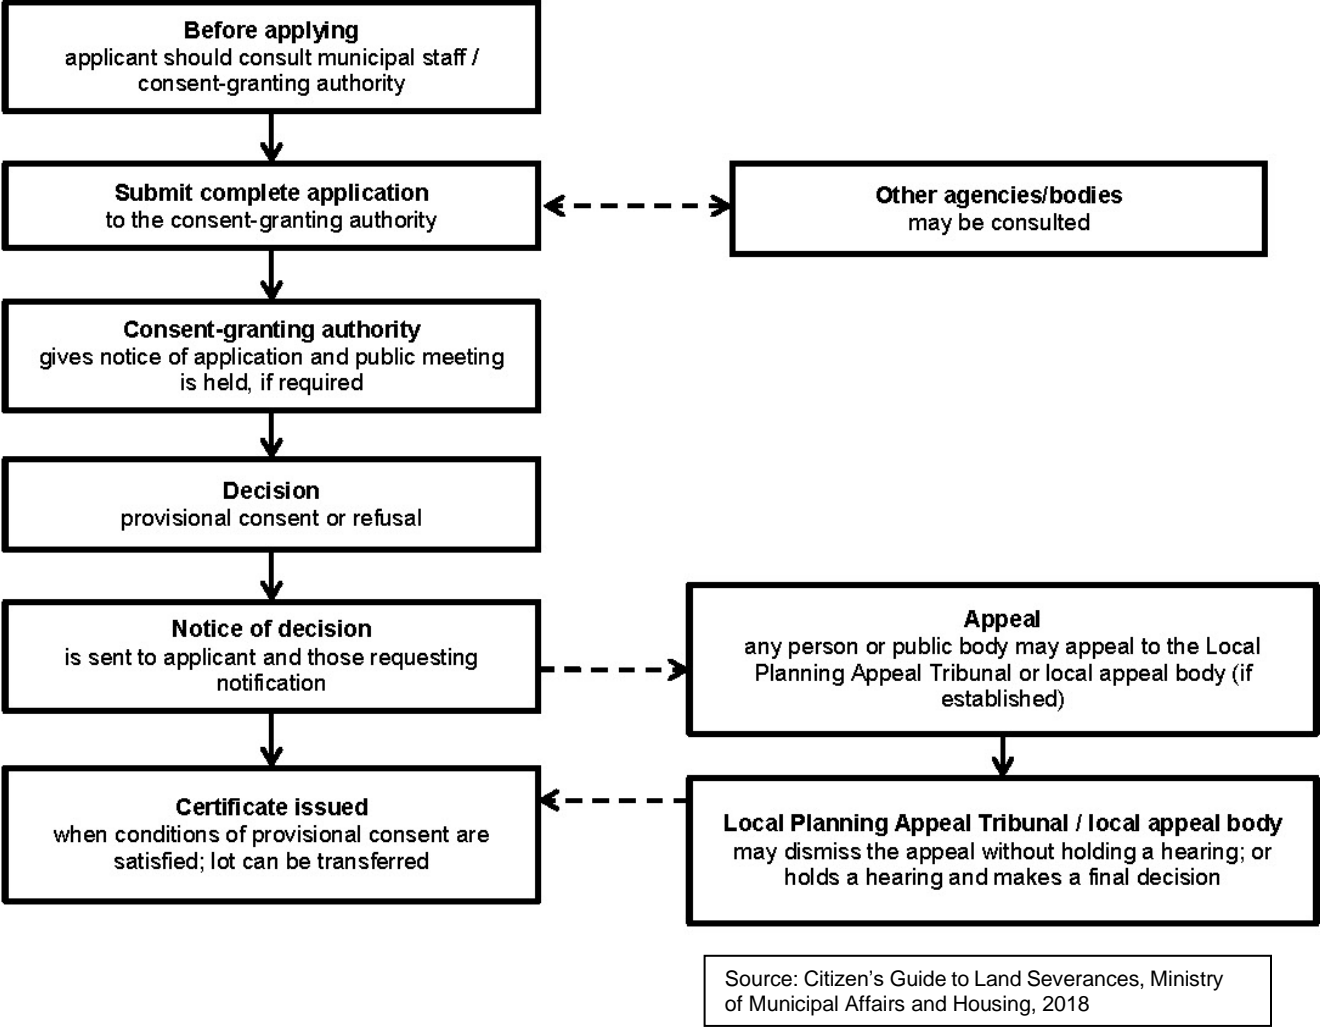 Before applying
applicant should consult municipal staff /
consent-granting authority
Submit complete application
to the consent-granting authority
Other agencies/bodies
may be consulted
Consent-granting authority
gives notice of application and public meeting
is held, if required
Decision
provisional consent or refusal
Notice of decision
is sent to applicant and those requesting
notification
Appeal
any person or public body may appeal to the Local
Planning Appeal Tribunal or local appeal body (if
established)
Certificate issued
when conditions of provisional consent are
satisfied; lot can be transferred
Local Planning Appeal Tribunal / local appeal body
may dismiss the appeal without holding a hearing; or
holds a hearing and makes a final decision
Source: Citizen’s Guide to Land Severances, Ministry
of Municipal Affairs and Housing, 2018